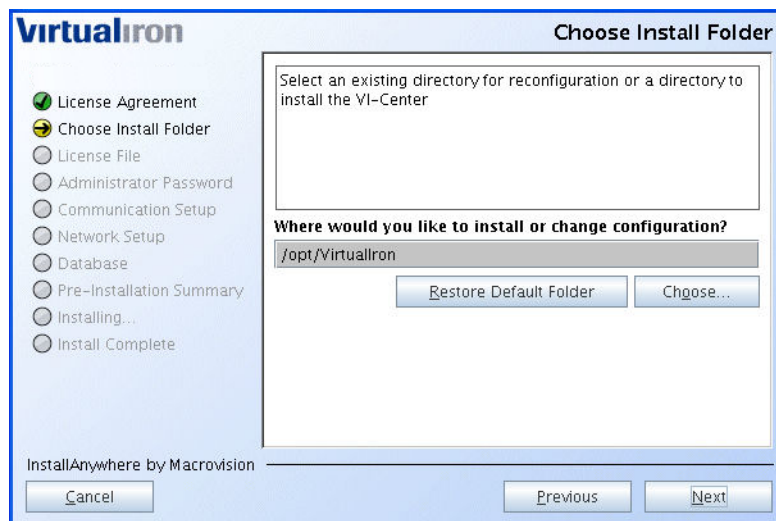 Virtualıron
Choose Install Folder
License Agreement
Choose Install Folder
License File
Administrator Password
Communication Setup
Network Setup
Database
Pre-Installation Summary
Installing...
Install Complete
Select an existing directory for reconfiguration or a directory to
install the VI-Center
Where would you like to install or change configuration?
/opt/VirtualIron
Restore Default Folder
Choose...
InstallAnywhere by Macrovision
Cancel
Previous
Next